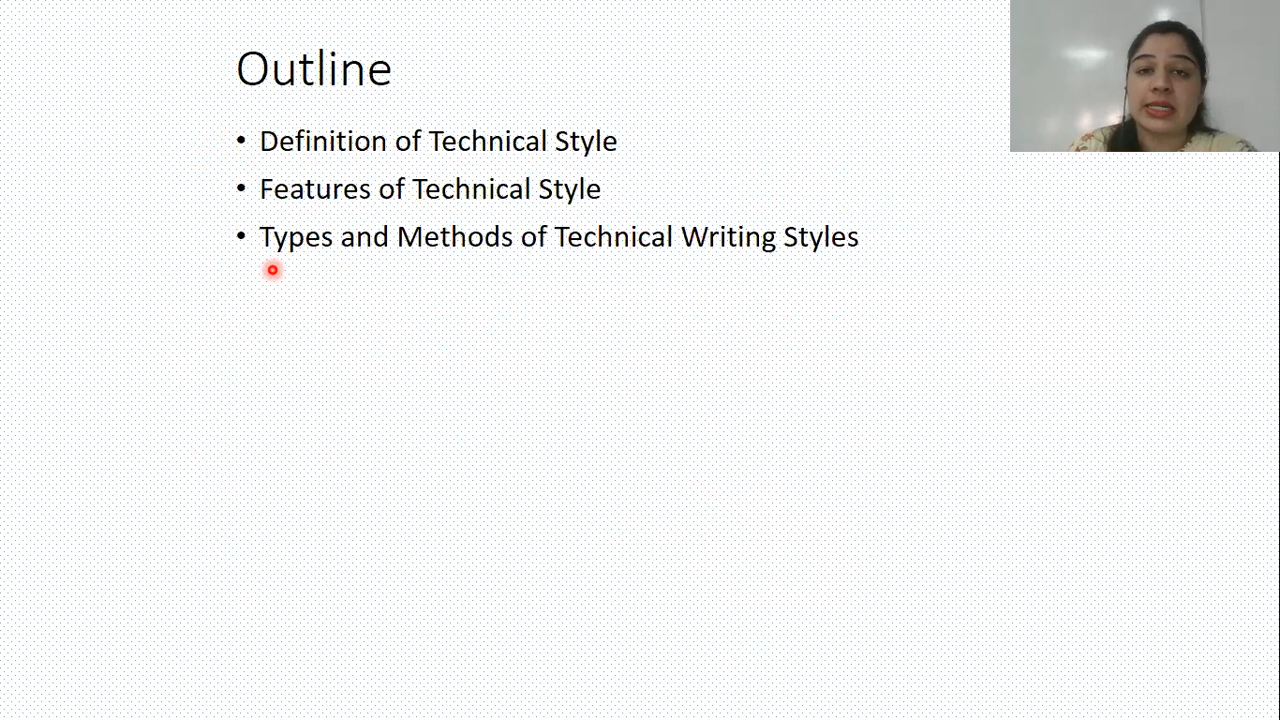 Outline
• Definition of Technical Style
• Features of Technical Style
• Types and Methods of Technical Writing Styles